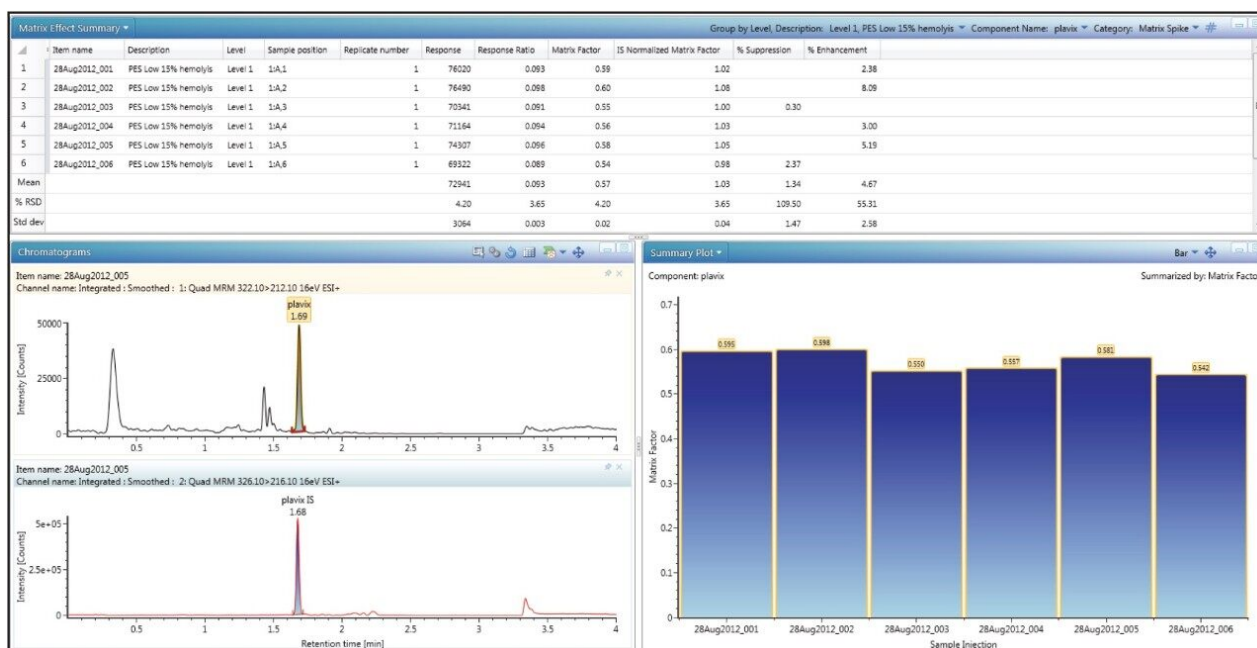 Matrix Effect Summary
Group by Level, Description: Level 1, PES Low 15% hemolyis Component Name: plavix Category: Matrix Spike
Item name Description Level Sample position Replicate number Response Response Ratio Matrix Factor IS Normalized Matrix Factor % Suppression % Enhancement
1 28Aug2012_001 PES Low 15% hemolyis Level 1 1:A,1 1 76020 0.093 0.59 1.02 2.38
2 28Aug2012_002 PES Low 15% hemolyis Level 1 1:A,2 1 76490 0.098 0.60 1.08 8.09
3 28Aug2012_003 PES Low 15% hemolyis Level 1 1:A,3 1 70341 0.091 0.55 1.00 0.30
4 28Aug2012_004 PES Low 15% hemolyis Level 1 1:A,4 1 71164 0.094 0.56 1.03 3.00
5 28Aug2012_005 PES Low 15% hemolyis Level 1 1:A,5 1 74307 0.096 0.58 1.05 5.19
6 28Aug2012_006 PES Low 15% hemolyis Level 1 1:A,6 1 69322 0.089 0.54 0.98 2.37
Mean 72941 0.093 0.57 1.03 1.34 4.67
% RSD 4.20 3.65 4.20 3.65 109.50 55.31
Std dev 3064 0.003 0.02 0.04 1.47 2.58
Chromatograms
Item name: 28Aug2012_005
Channel name: Integrated : Smoothed : 1: Quad MRM 322.10>212.10 16eV ESI+
plavix
1.69
Intensity [Counts]
50000
25000
0
0.5 1 1.5 2 2.5 3 3.5 4
Item name: 28Aug2012_005
Channel name: Integrated : Smoothed : 2: Quad MRM 326.10>216.10 16eV ESI+
plavix IS
1.68
Intensity [Counts]
5e+05
2.5e+05
0
0.5 1 1.5 2 2.5 3 3.5 4
Retention time [min]
Summary Plot
Bar
Component: plavix
Summarized by: Matrix Facto
Matrix Factor
0.7
0.6
0.5
0.4
0.3
0.2
0.1
0
0.595 0.598 0.550 0.557 0.581 0.542
28Aug2012_001 28Aug2012_002 28Aug2012_003 28Aug2012_004 28Aug2012_005 28Aug2012_006
Sample Injection